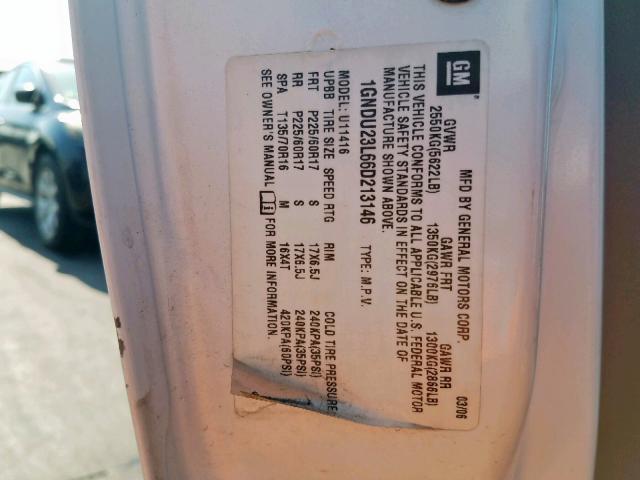 GM
MFD BY GENERAL MOTORS CORP. 03/06
GVWR GAWR FRT GAWR RR
2550KG(5622LB) 1350KG(2976LB) 1300KG(2866LB)
THIS VEHICLE CONFORMS TO ALL APPLICABLE U.S. FEDERAL MOTOR
VEHICLE SAFETY STANDARDS IN EFFECT ON THE DATE OF
MANUFACTURE SHOWN ABOVE.
1GNDU23L66D213146 TYPE: M.P.V.
MODEL: U11416
UPBB TIRE SIZE SPEED RTG RIM COLD TIRE PRESSURE
FRT P225/60R17 S 17X6.5J 240KPA(35PSI)
RR P225/60R17 S 17X6.5J 240KPA(35PSI)
SPA T135/70R16 M 16X4T 420KPA(60PSI)
SEE OWNER'S MANUAL FOR MORE INFORMATION.